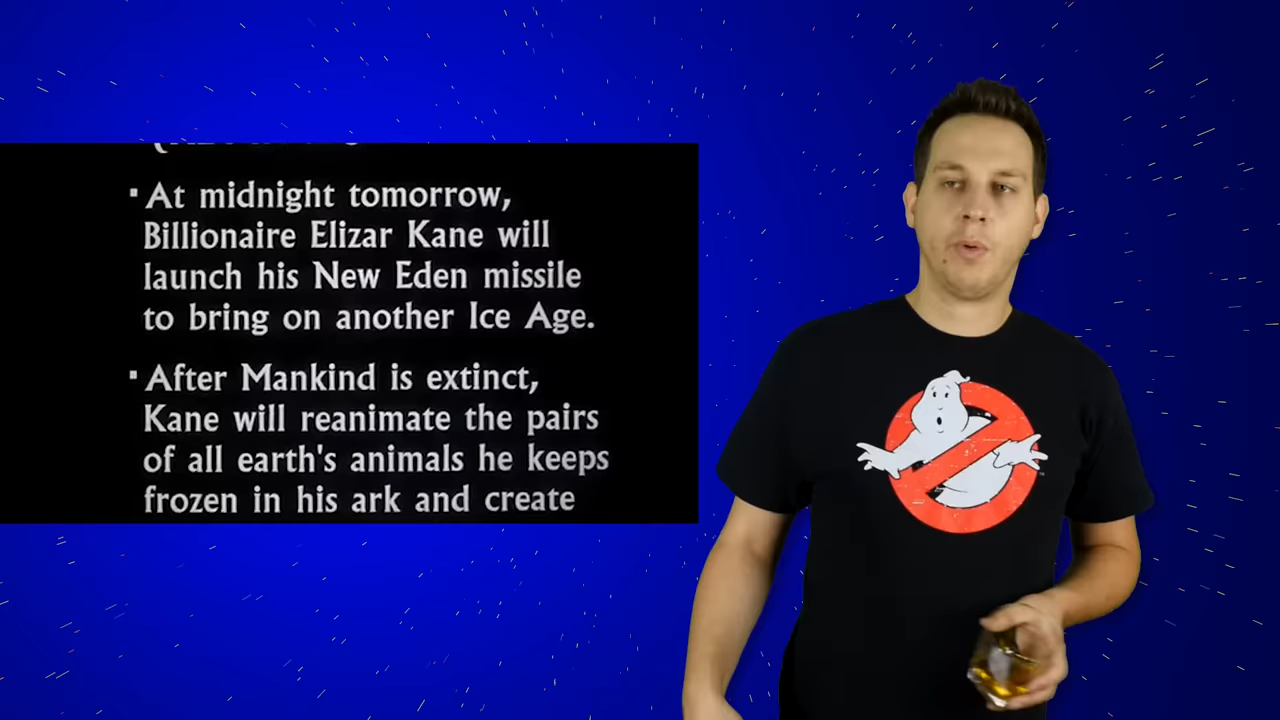 ▪ At midnight tomorrow,
Billionaire Elizar Kane will
launch his New Eden missile
to bring on another Ice Age.
▪ After Mankind is extinct,
Kane will reanimate the pairs
of all earth's animals he keeps
frozen in his ark and create